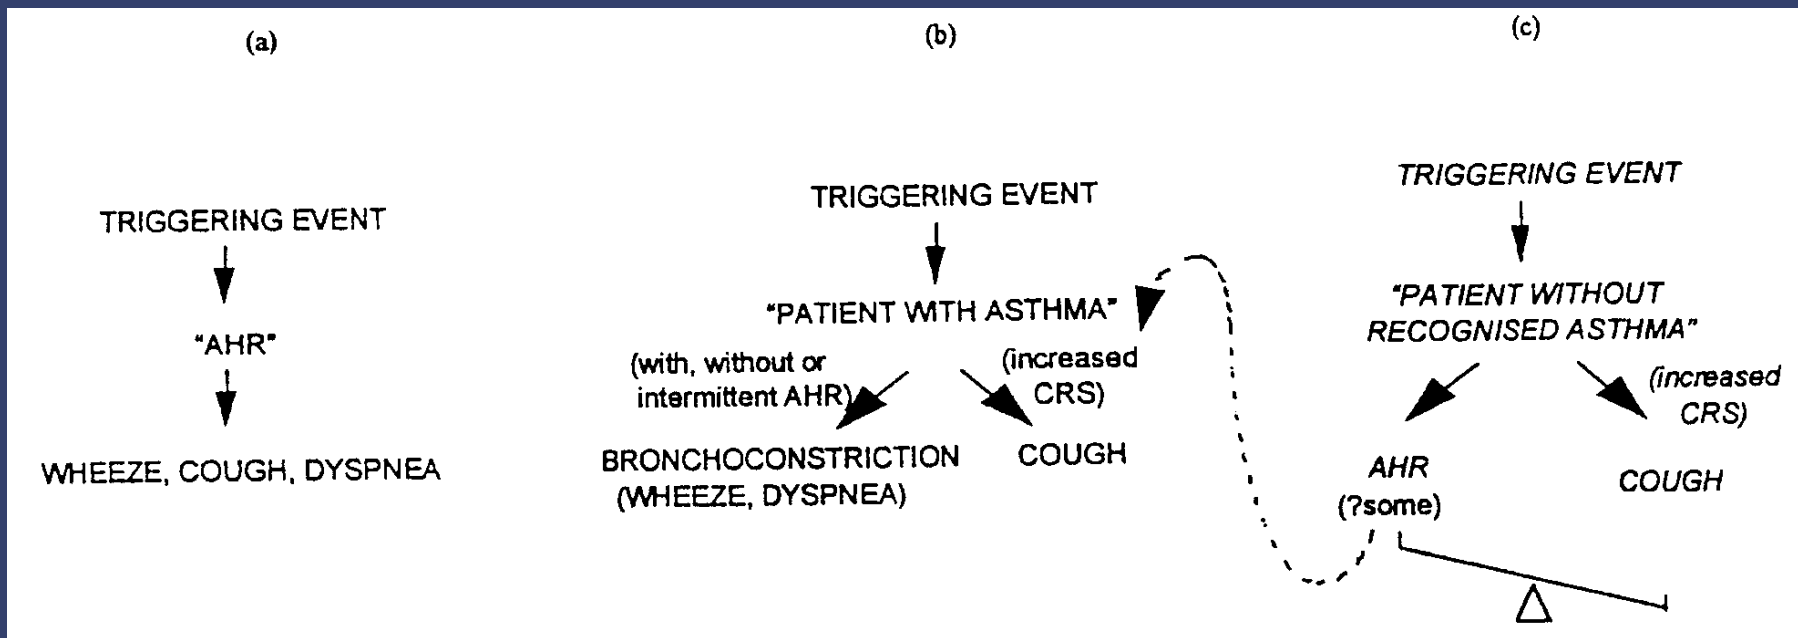 (a)
TRIGGERING EVENT
"AHR"
WHEEZE, COUGH, DYSPNEA
(b)
TRIGGERING EVENT
"PATIENT WITH ASTHMA"
(with, without or
intermittent AHR)
(increased
CRS)
BRONCHOCONSTRICTION
(WHEEZE, DYSPNEA)
COUGH
(c)
TRIGGERING EVENT
"PATIENT WITHOUT
RECOGNISED ASTHMA"
(increased
CRS)
AHR
(?some)
COUGH